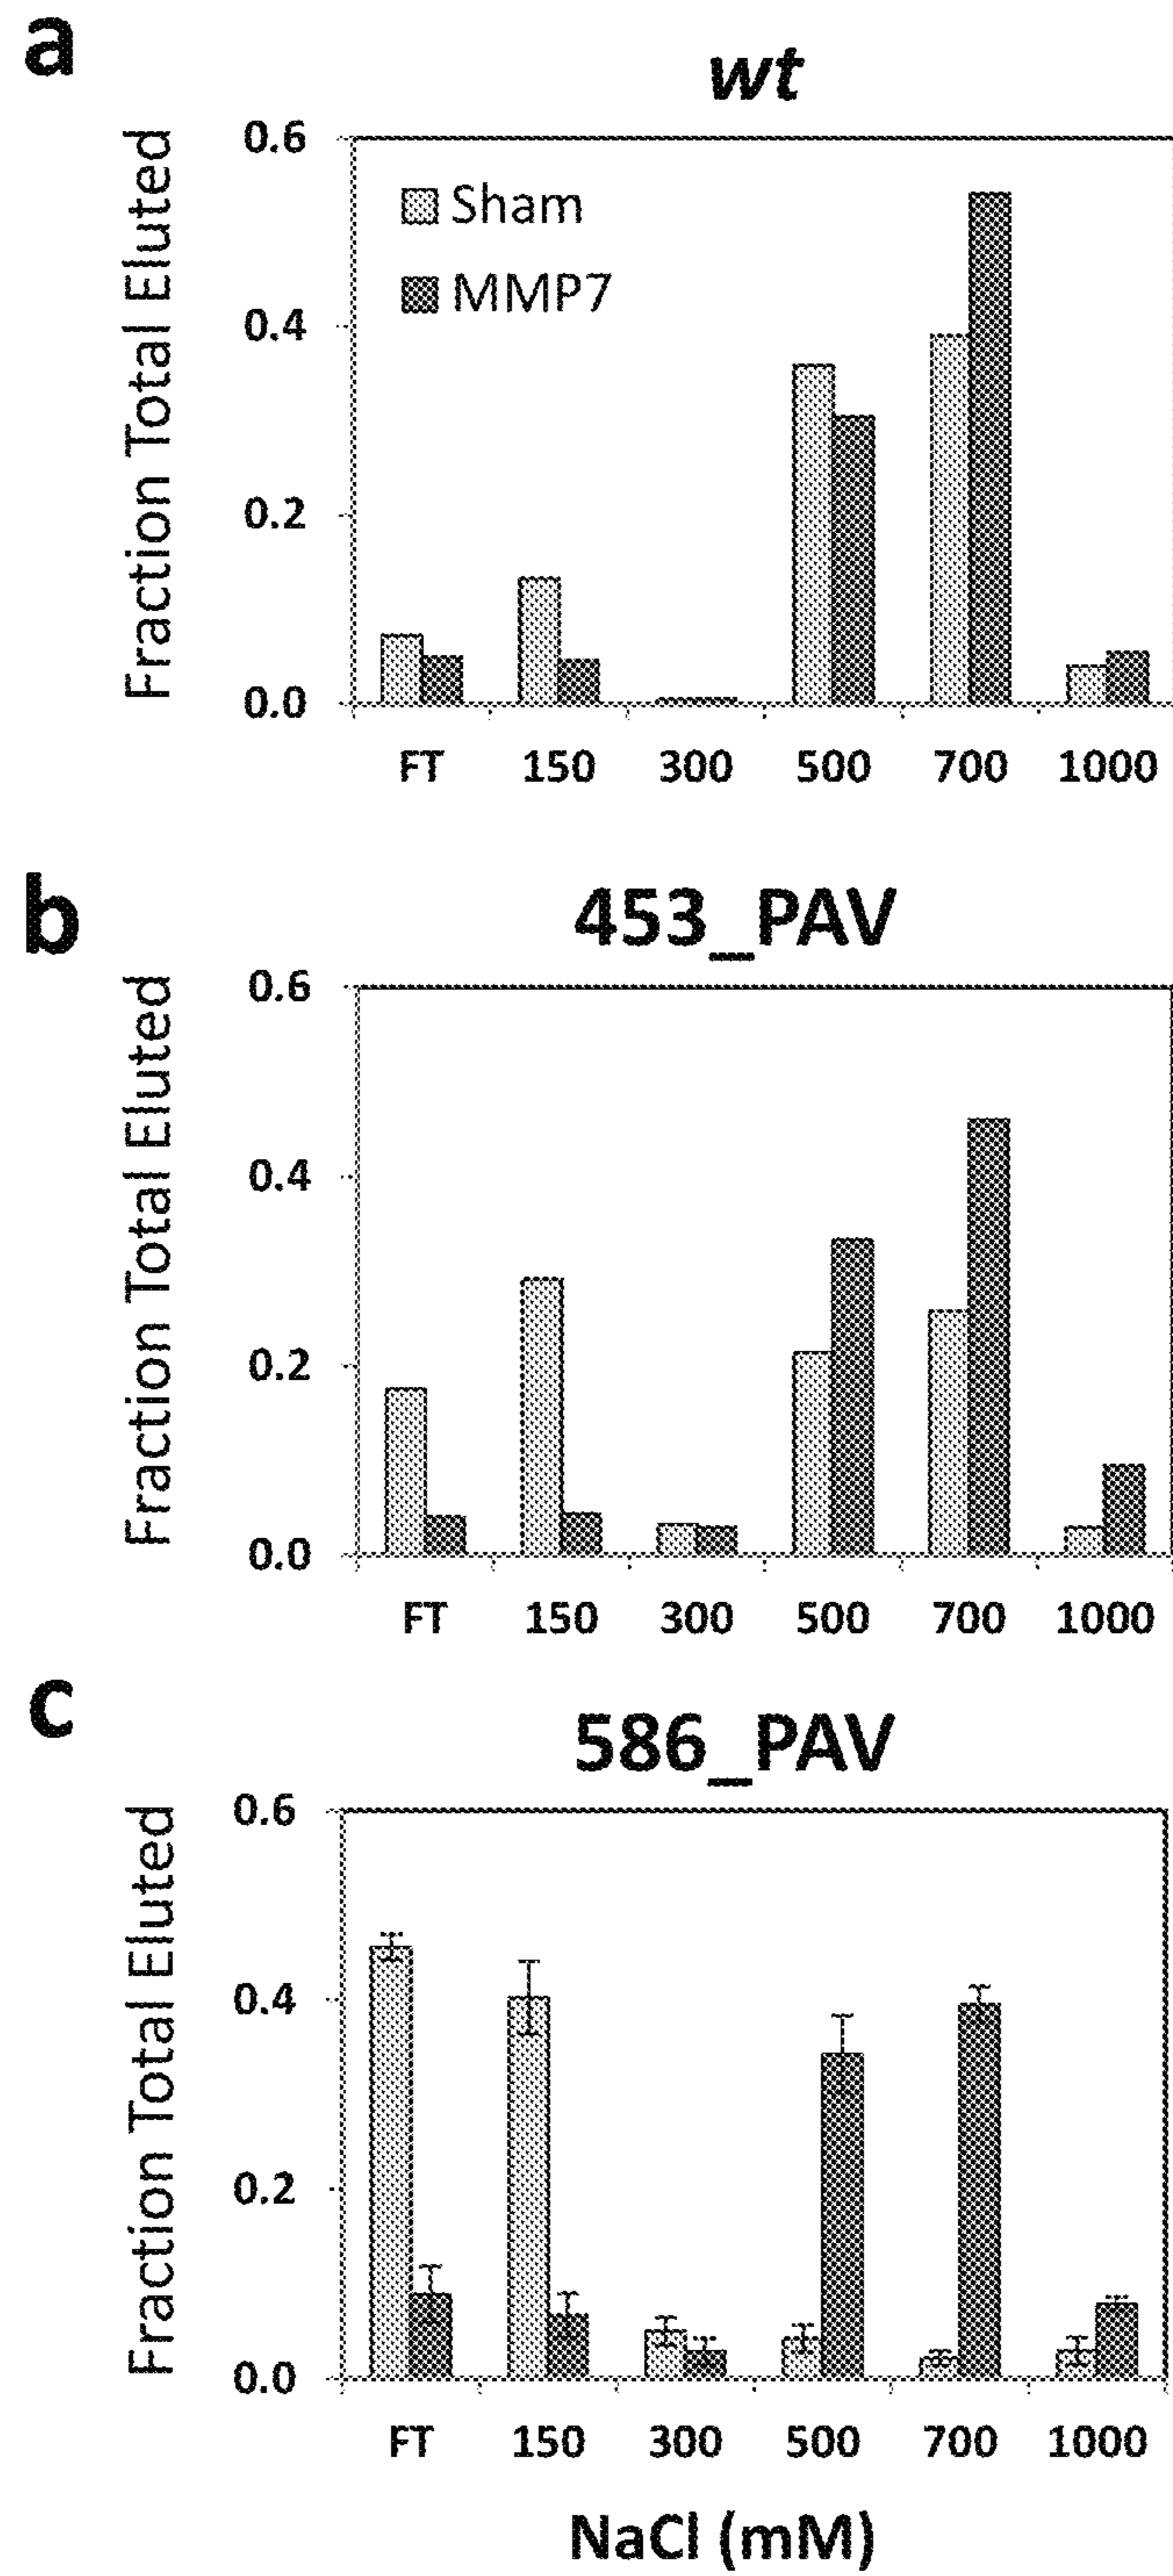 a
wt
Fraction Total Eluted
0.6
0.4
0.2
0.0
Sham
MMP7
FT 150 300 500 700 1000
b
453_PAV
Fraction Total Eluted
0.6
0.4
0.2
0.0
FT 150 300 500 700 1000
c
586_PAV
Fraction Total Eluted
0.6
0.4
0.2
0.0
FT 150 300 500 700 1000
NaCl (mM)